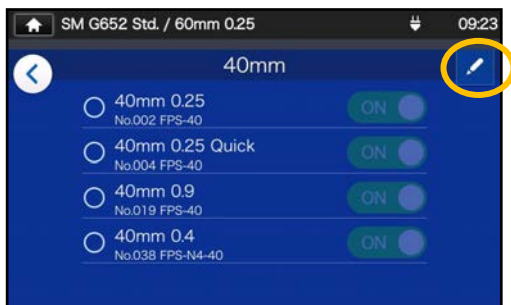 SM G652 Std. / 60mm 0.25 09:23
40mm
40mm 0.25 ON
No.002 FPS-40
40mm 0.25 Quick ON
No.004 FPS-40
40mm 0.9 ON
No.019 FPS-40
40mm 0.4 ON
No.038 FPS-N4-40